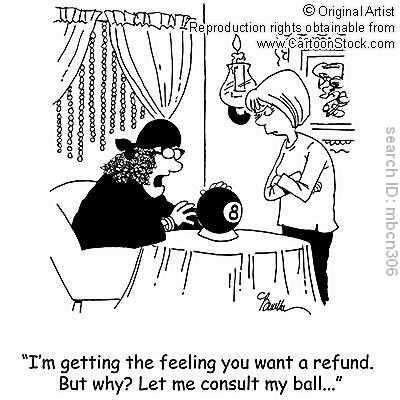 © Original Artist
Reproduction rights obtainable from
www.CartoonStock.com
search ID: mbcn306
8
"I'm getting the feeling you want a refund.
But why? Let me consult my ball..."